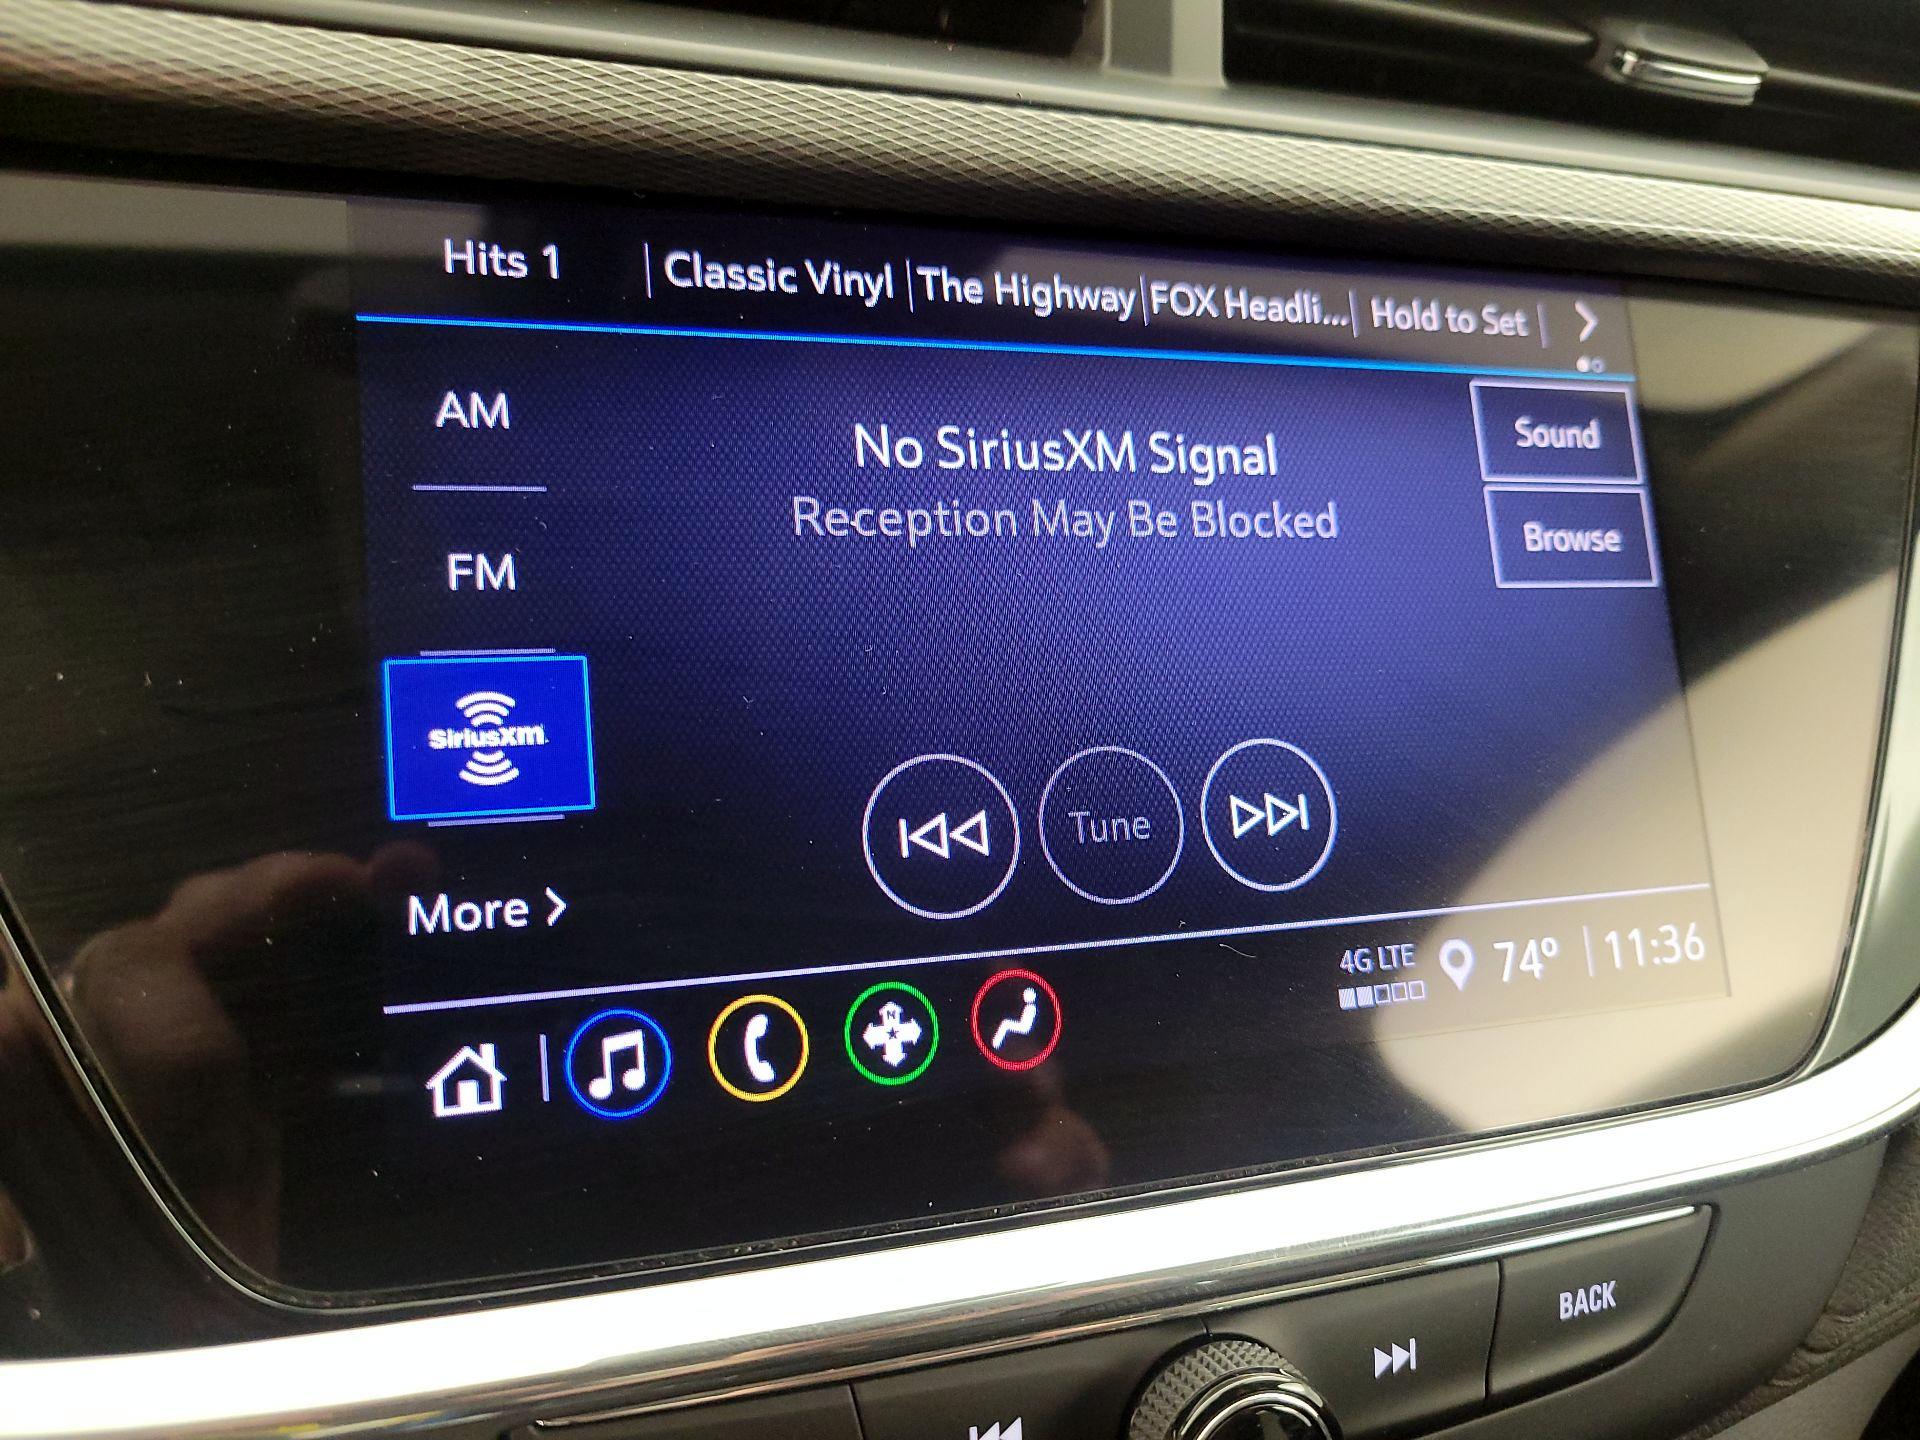 Hits 1 Classic Vinyl The Highway FOX Headli... Hold to Set
AM
No SiriusXM Signal
Sound
Reception May Be Blocked
Browse
FM
SiriusXm
Tune
More
4G LTE 74° 11:36
N
BACK